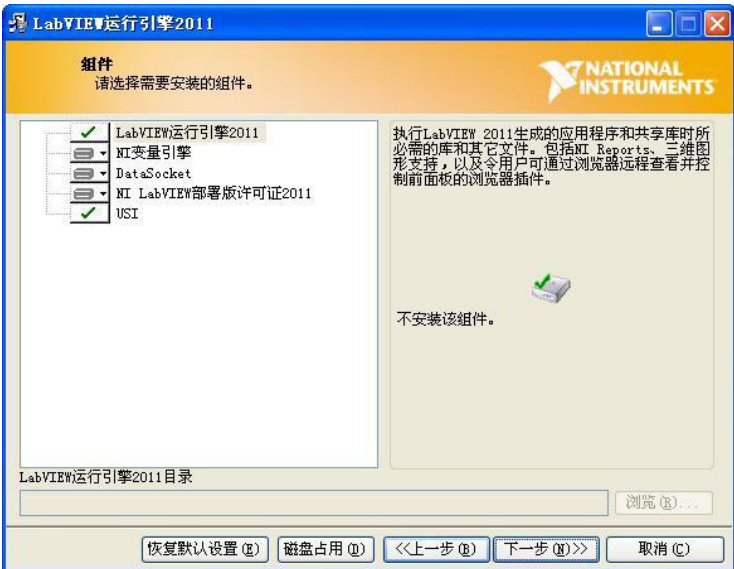 LabVIEW运行引擎2011
组件
请选择需要安装的组件。
NATIONAL
INSTRUMENTS
LabVIEW运行引擎2011
NI变量引擎
DataSocket
NI LabVIEW部署版许可证2011
USI
执行LabVIEW 2011生成的应用程序和共享库时所
必需的库和其它文件。包括NI Reports、三维图
形支持，以及令用户可通过浏览器远程查看并控
制前面板的浏览器插件。
不安装该组件。
LabVIEW运行引擎2011目录
浏览(R)...
恢复默认设置(E)
磁盘占用(D)
<<上一步(B)
下一步(N)>>
取消(C)